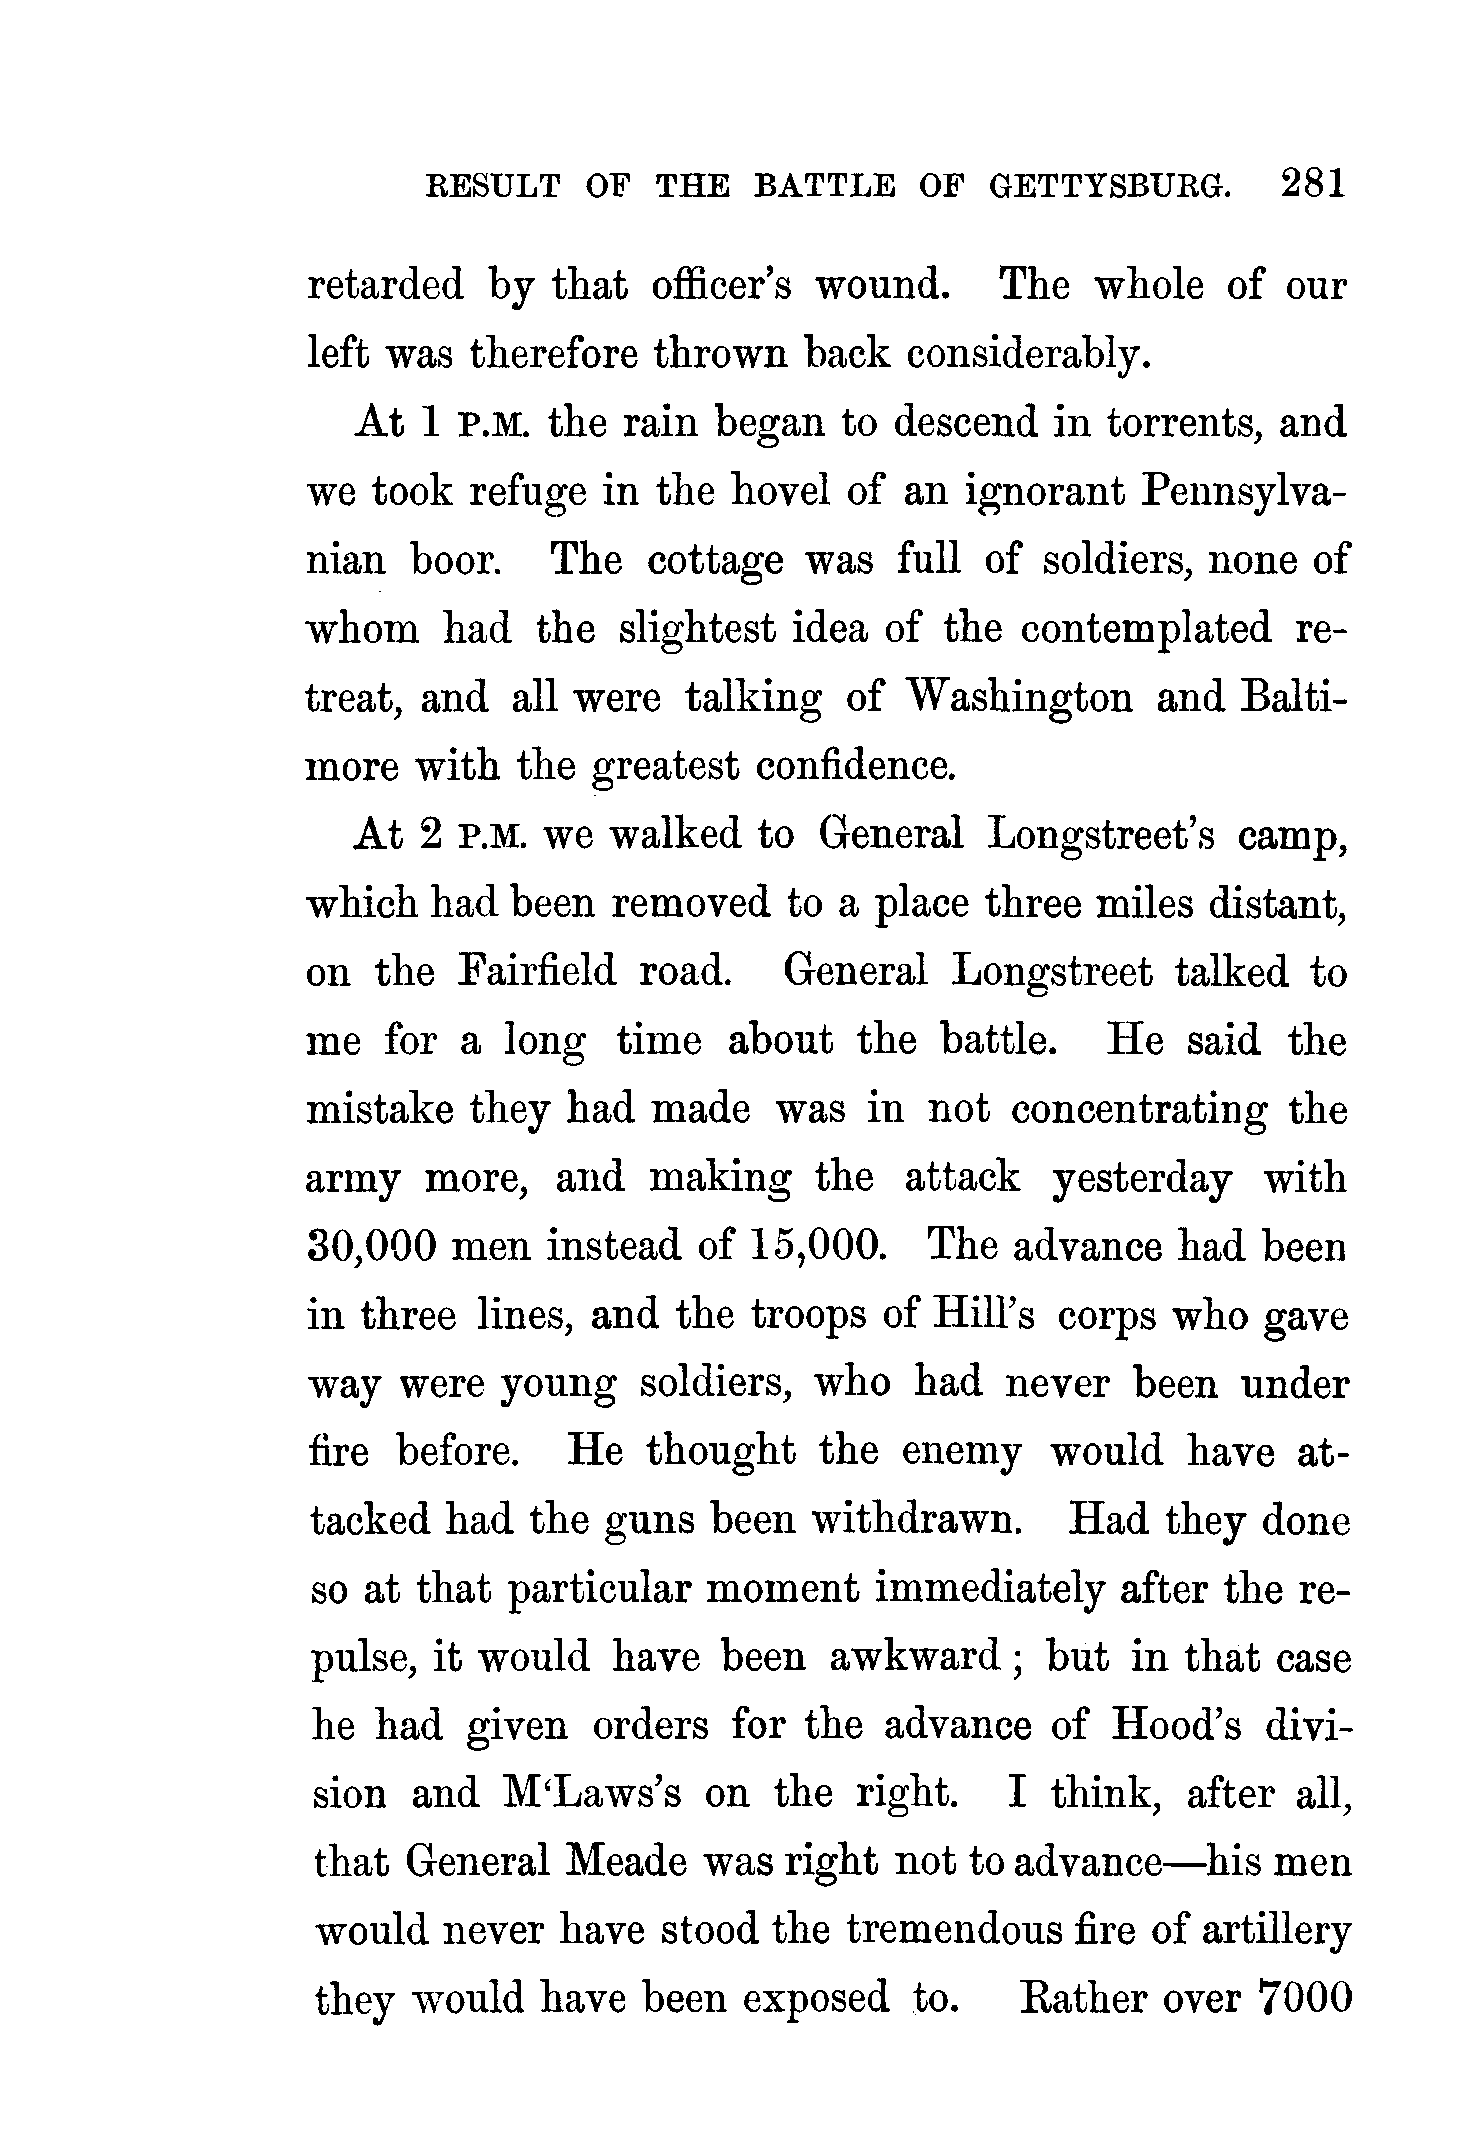 RESULT OF THE BATTLE OF GETTYSBURG. 281
retarded by that officer's wound. The whole of our
left was therefore thrown back considerably.
At 1 P.M. the rain began to descend in torrents, and
we took refuge in the hovel of an ignorant Pennsylva-
nian boor. The cottage was full of soldiers, none of
whom had the slightest idea of the contemplated re-
treat, and all were talking of Washington and Balti-
more with the greatest confidence.
At 2 P.M. we walked to General Longstreet's camp,
which had been removed to a place three miles distant,
on the Fairfield road. General Longstreet talked to
me for a long time about the battle. He said the
mistake they had made was in not concentrating the
army more, and making the attack yesterday with
30,000 men instead of 15,000. The advance had been
in three lines, and the troops of Hill's corps who gave
way were young soldiers, who had never been under
fire before. He thought the enemy would have at-
tacked had the guns been withdrawn. Had they done
so at that particular moment immediately after the re-
pulse, it would have been awkward ; but in that case
he had given orders for the advance of Hood's divi-
sion and M‘Laws's on the right. I think, after all,
that General Meade was right not to advance—his men
would never have stood the tremendous fire of artillery
they would have been exposed to. Rather over 7000